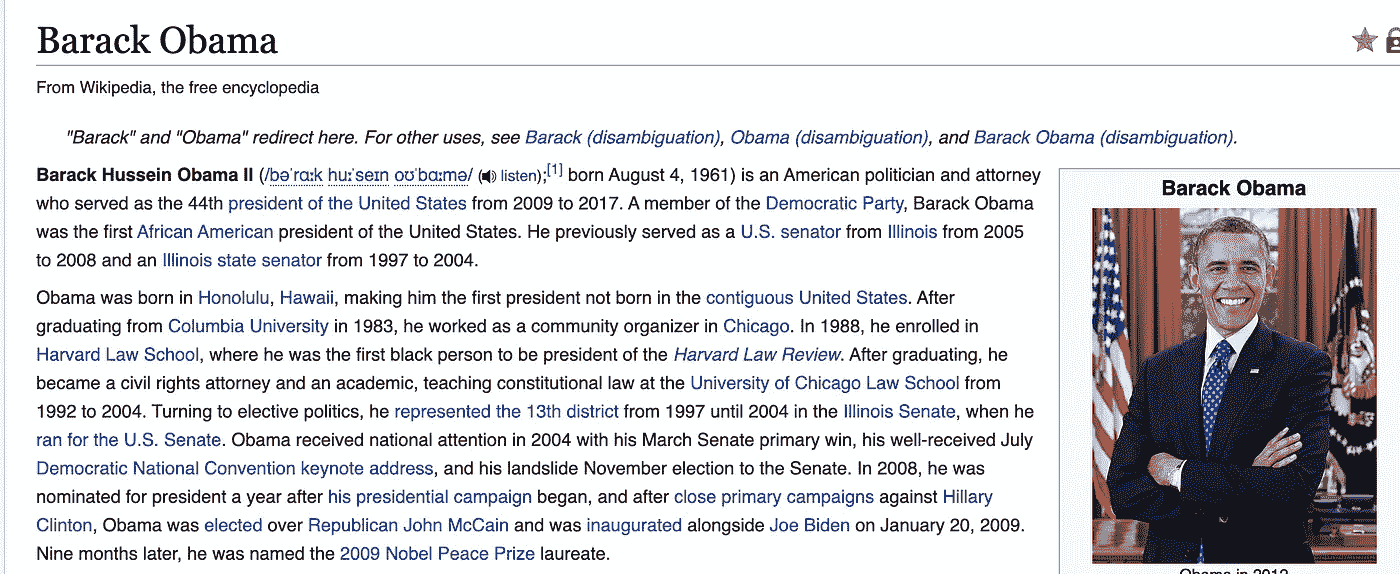 Barack Obama
From Wikipedia, the free encyclopedia
"Barack" and "Obama" redirect here. For other uses, see Barack (disambiguation), Obama (disambiguation), and Barack Obama (disambiguation).
Barack Hussein Obama II (/bəˈrɑːk huːˈseɪn oʊˈbɑːmə/ (listen);[1] born August 4, 1961) is an American politician and attorney
who served as the 44th president of the United States from 2009 to 2017. A member of the Democratic Party, Barack Obama
was the first African American president of the United States. He previously served as a U.S. senator from Illinois from 2005
to 2008 and an Illinois state senator from 1997 to 2004.
Obama was born in Honolulu, Hawaii, making him the first president not born in the contiguous United States. After
graduating from Columbia University in 1983, he worked as a community organizer in Chicago. In 1988, he enrolled in
Harvard Law School, where he was the first black person to be president of the Harvard Law Review. After graduating, he
became a civil rights attorney and an academic, teaching constitutional law at the University of Chicago Law School from
1992 to 2004. Turning to elective politics, he represented the 13th district from 1997 until 2004 in the Illinois Senate, when he
ran for the U.S. Senate. Obama received national attention in 2004 with his March Senate primary win, his well-received July
Democratic National Convention keynote address, and his landslide November election to the Senate. In 2008, he was
nominated for president a year after his presidential campaign began, and after close primary campaigns against Hillary
Clinton, Obama was elected over Republican John McCain and was inaugurated alongside Joe Biden on January 20, 2009.
Nine months later, he was named the 2009 Nobel Peace Prize laureate.
Barack Obama
Obama in 2012